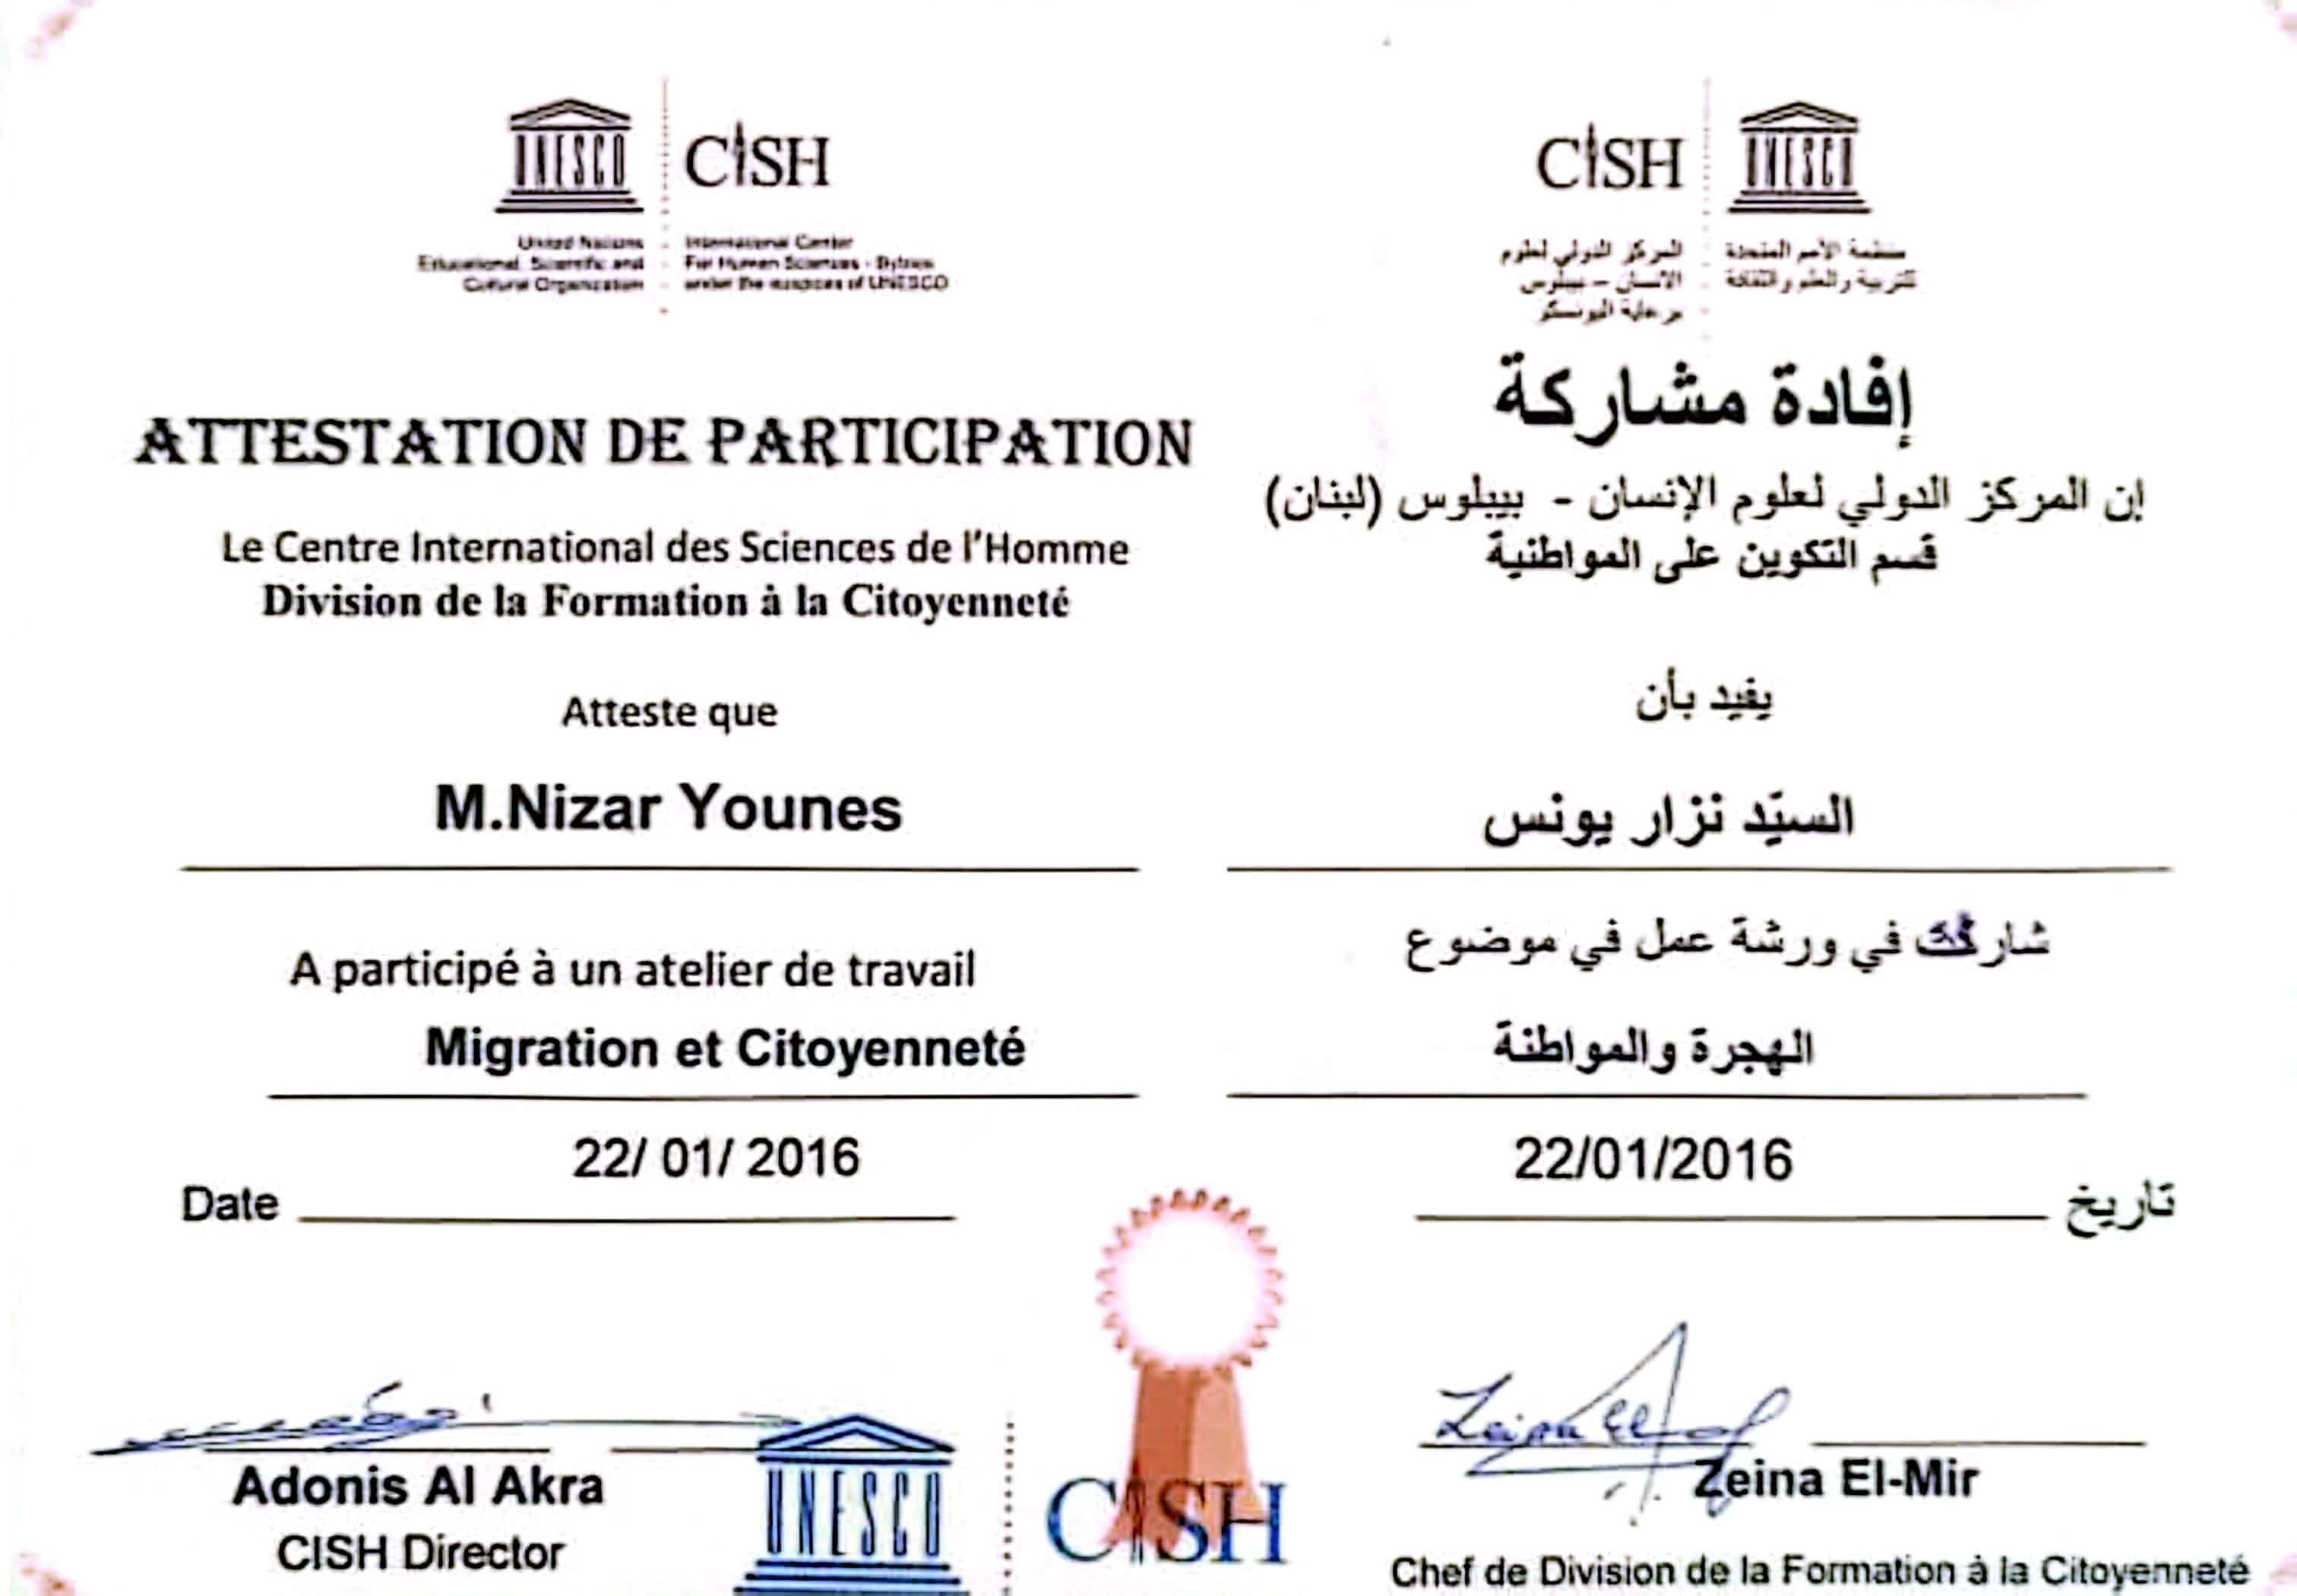 UNESCO
CISH
United Nations
Educational, Scientific and
Cultural Organization
International Center
For Human Sciences - Byblos
under the auspices of UNESCO
ATTESTATION DE PARTICIPATION
Le Centre International des Sciences de l'Homme
Division de la Formation à la Citoyenneté
Atteste que
M.Nizar Younes
A participé à un atelier de travail
Migration et Citoyenneté
22/ 01/ 2016
Date
Adonis Al Akra
CISH Director
CISH
UNESCO
منظمة الأمم المتحدة
للتربية والعلم والثقافة
المركز الدولي لعلوم
الانسان – بيبلوس
برعاية اليونسكو
إفادة مشاركة
إن المركز الدولي لعلوم الإنسان - بيبلوس (لبنان)
قسم التكوين على المواطنية
يفيد بأن
السيّد نزار يونس
شارك في ورشة عمل في موضوع
الهجرة والمواطنة
22/01/2016
تاريخ
Zeina El-Mir
Chef de Division de la Formation à la Citoyenneté
UNESCO
CISH